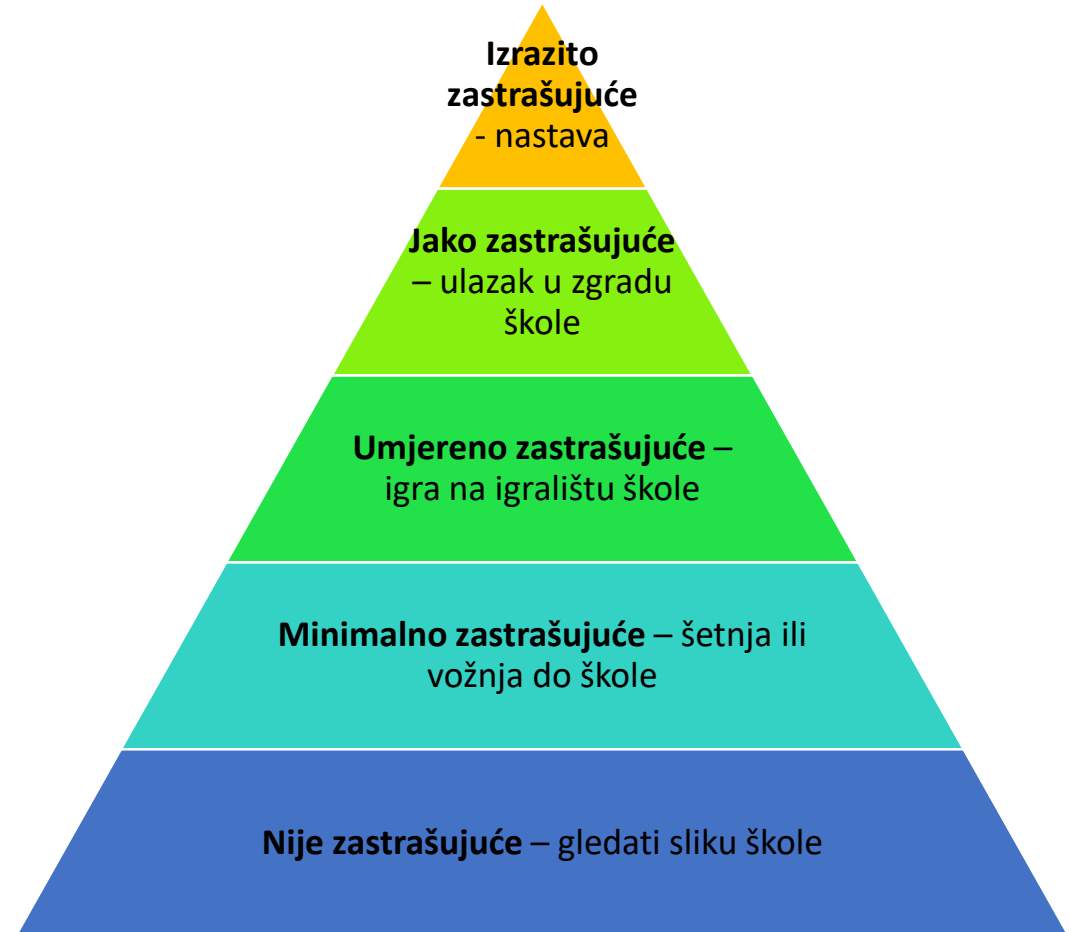 Izrazito
zastrašujuće
- nastava
Jako zastrašujuće
– ulazak u zgradu
škole
Umjereno zastrašujuće –
igra na igralištu škole
Minimalno zastrašujuće – šetnja ili
vožnja do škole
Nije zastrašujuće – gledati sliku škole